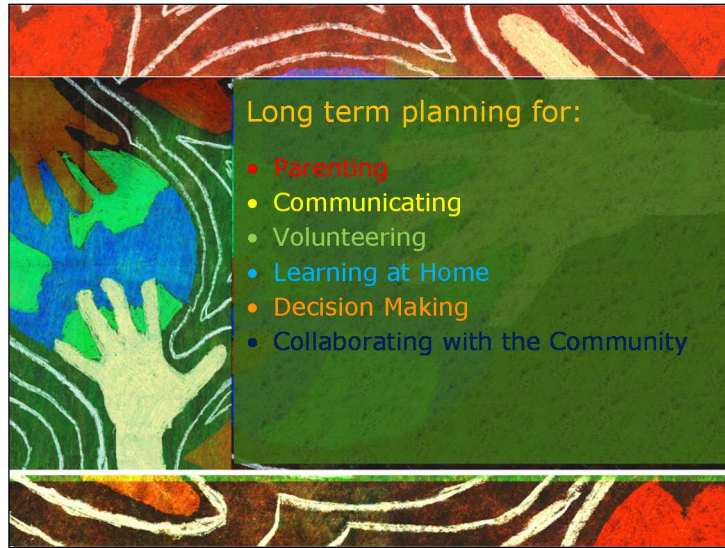 Long term planning for:
• Parenting
• Communicating
• Volunteering
• Learning at Home
• Decision Making
• Collaborating with the Community